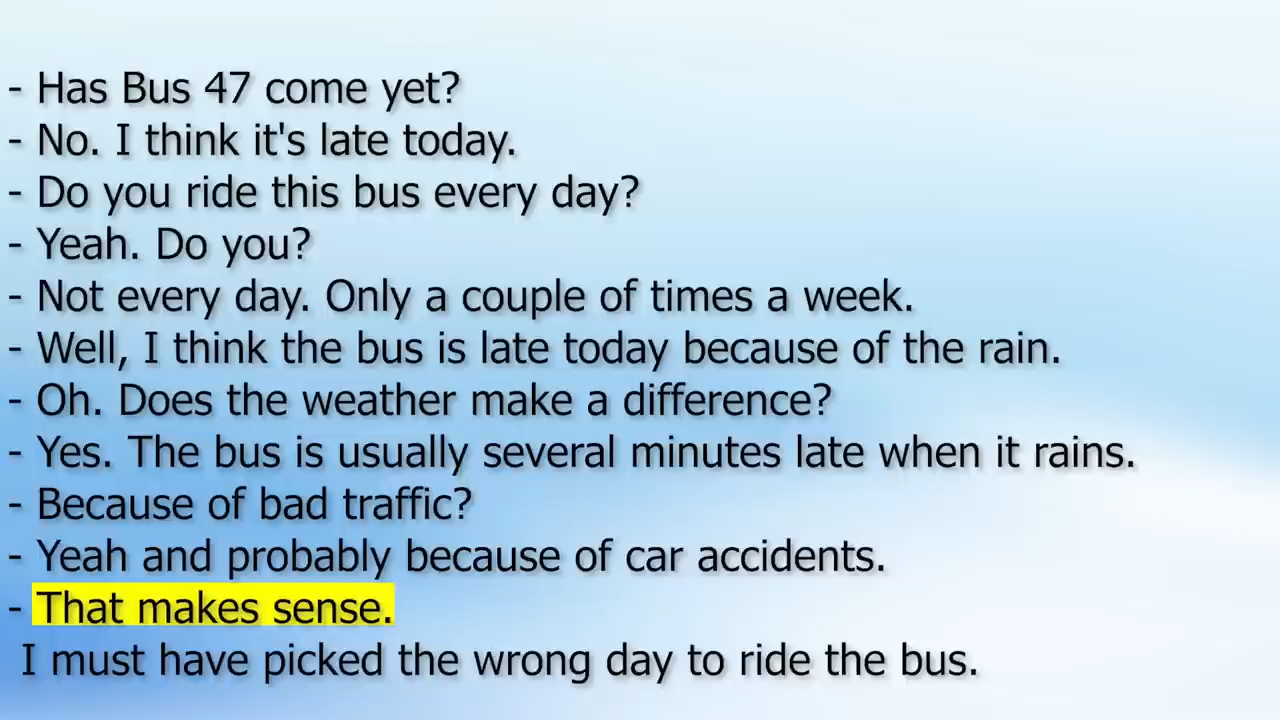 - Has Bus 47 come yet?
- No. I think it's late today.
- Do you ride this bus every day?
- Yeah. Do you?
- Not every day. Only a couple of times a week.
- Well, I think the bus is late today because of the rain.
- Oh. Does the weather make a difference?
- Yes. The bus is usually several minutes late when it rains.
- Because of bad traffic?
- Yeah and probably because of car accidents.
- That makes sense.
I must have picked the wrong day to ride the bus.